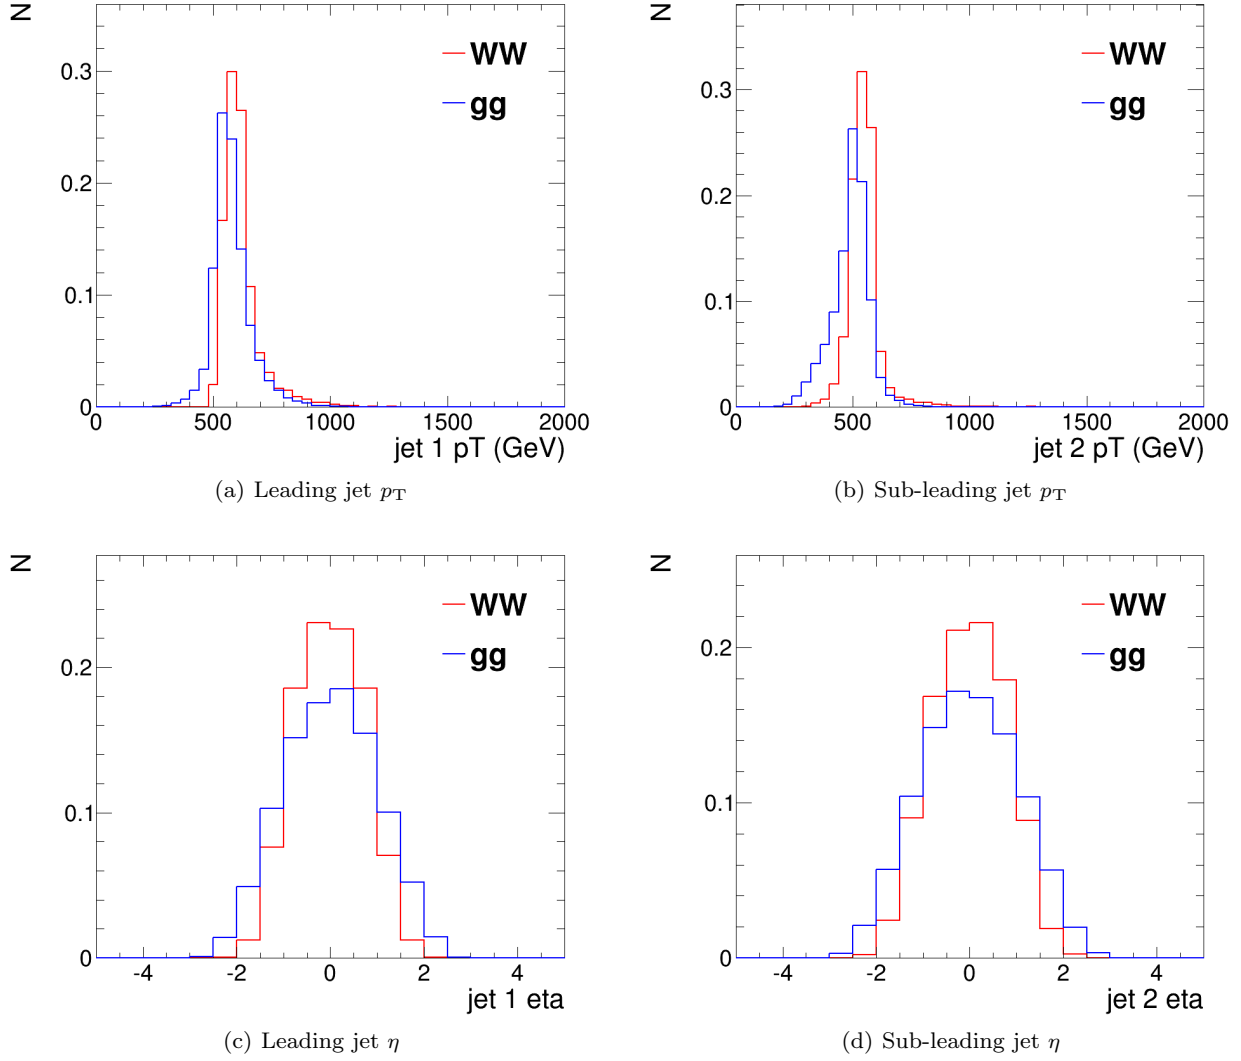 N
WW
gg
0.3
0.2
0.1
0
0 500 1000 1500 2000
jet 1 pT (GeV)
(a) Leading jet pT
N
WW
gg
0.3
0.2
0.1
0
0 500 1000 1500 2000
jet 2 pT (GeV)
(b) Sub-leading jet pT
N
WW
gg
0.2
0.1
0
-4 -2 0 2 4
jet 1 eta
(c) Leading jet η
N
WW
gg
0.2
0.1
0
-4 -2 0 2 4
jet 2 eta
(d) Sub-leading jet η